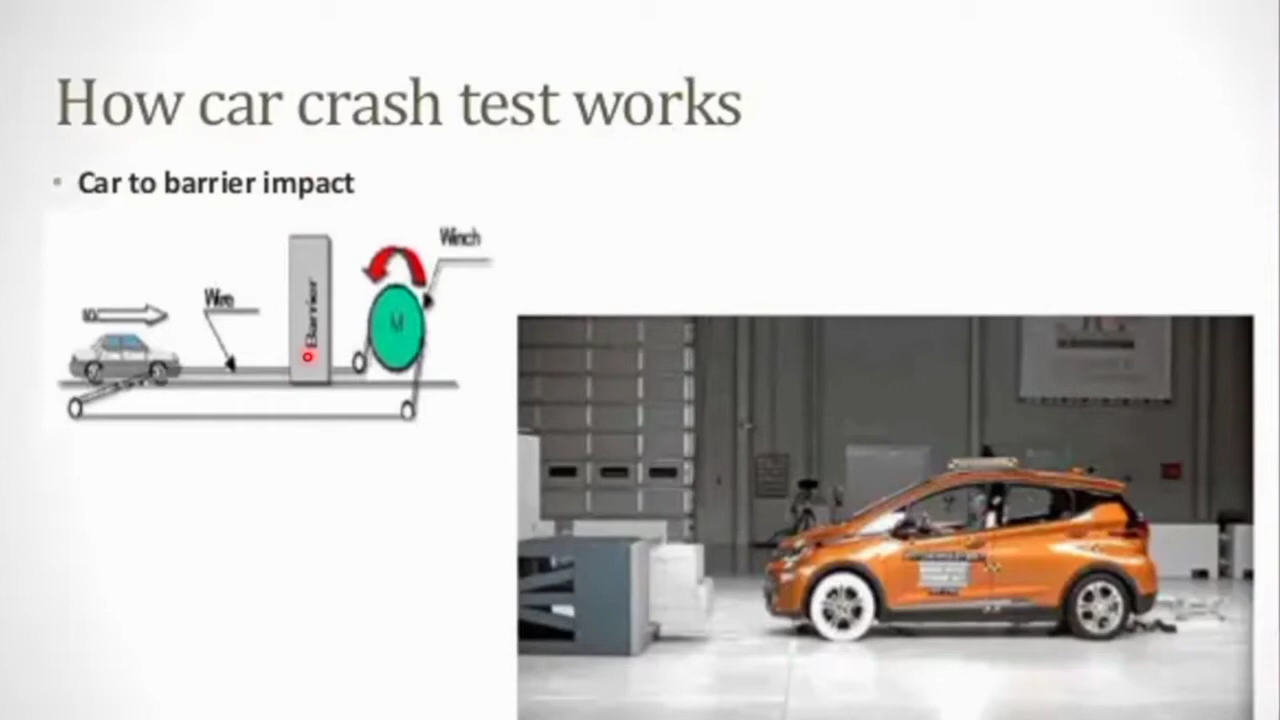 How car crash test works
• Car to barrier impact
Winch
Wire
Barrier
M